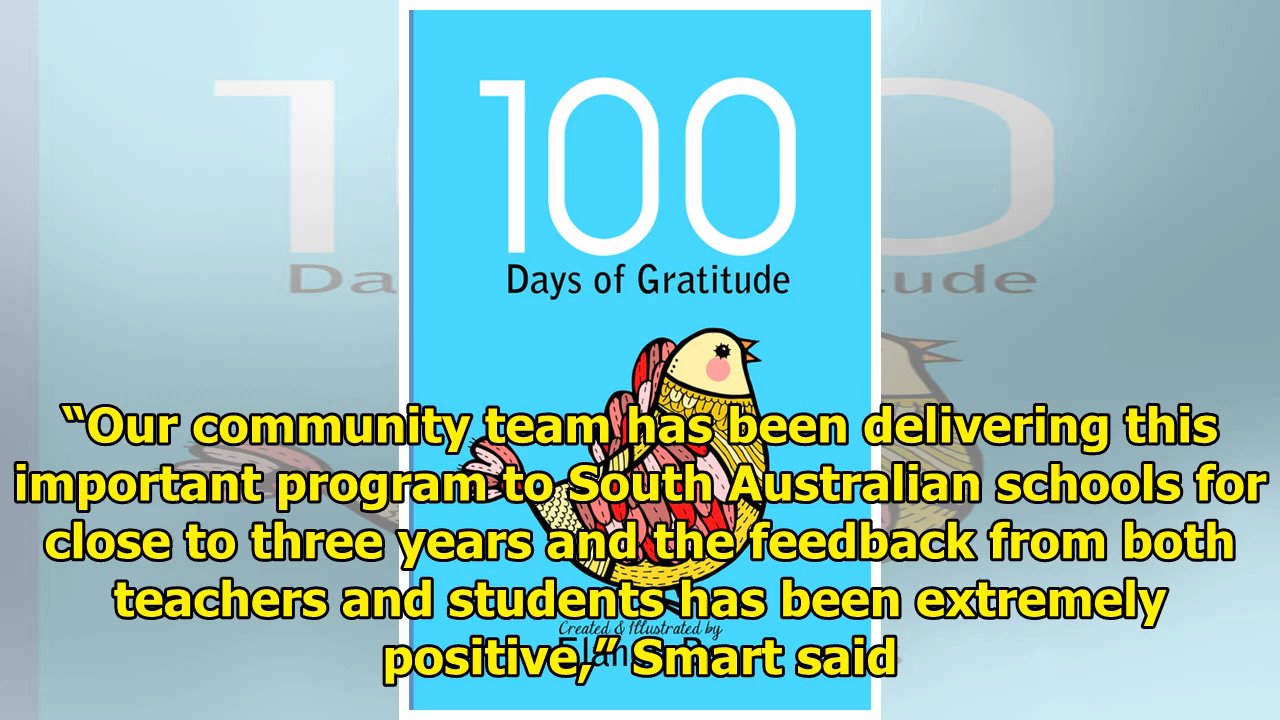 100
Days of Gratitude
“Our community team has been delivering this
important program to South Australian schools for
close to three years and the feedback from both
teachers and students has been extremely
Created & Illustrated by
positive,” Smart said